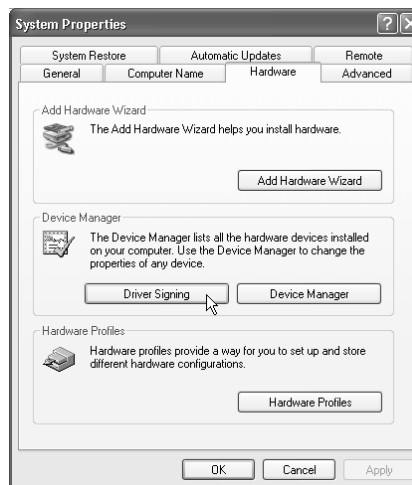 System Properties
System Restore Automatic Updates Remote
General Computer Name Hardware Advanced
Add Hardware Wizard
The Add Hardware Wizard helps you install hardware.
Add Hardware Wizard
Device Manager
The Device Manager lists all the hardware devices installed
on your computer. Use the Device Manager to change the
properties of any device.
Driver Signing Device Manager
Hardware Profiles
Hardware profiles provide a way for you to set up and store
different hardware configurations.
Hardware Profiles
OK Cancel Apply